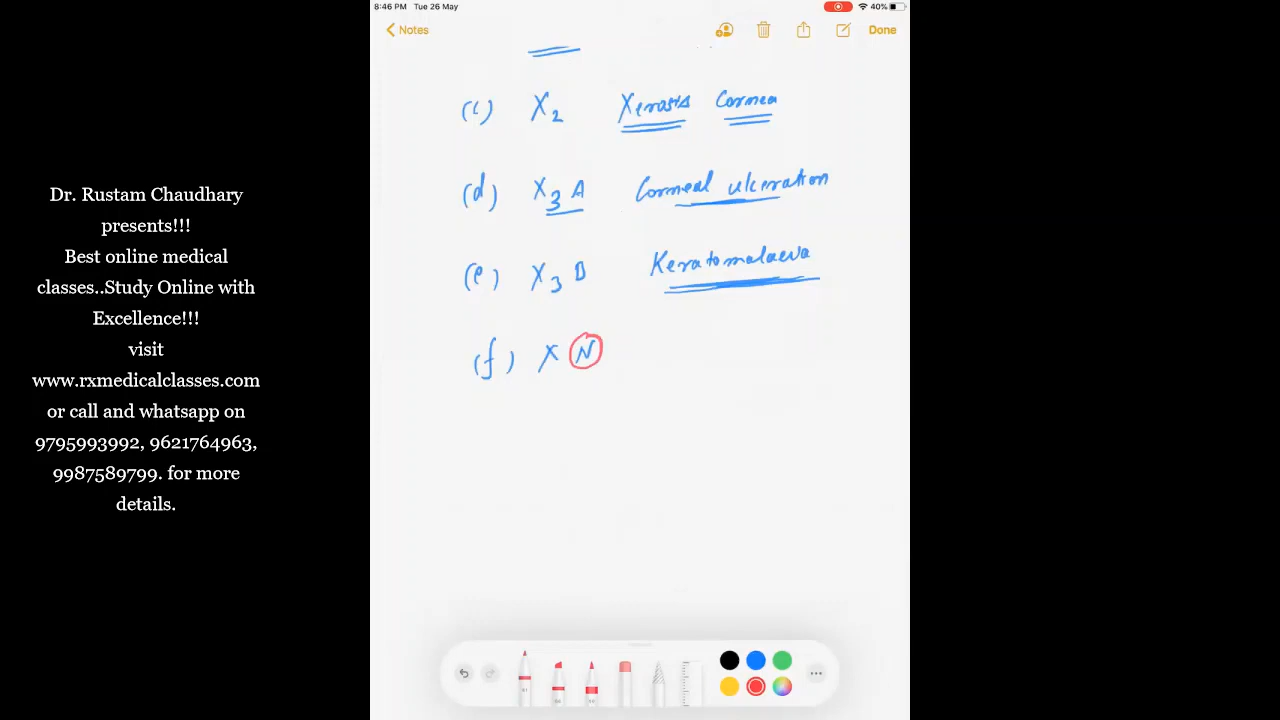 8:46 PM Tue 26 May
40%
Notes
Done
(c) X2 Xerosis Cornea
Dr. Rustam Chaudhary
presents!!!
Best online medical
classes..Study Online with
Excellence!!!
visit
www.rxmedicalclasses.com
or call and whatsapp on
9795993992, 9621764963,
9987589799. for more
details.
(d) X3 A Corneal ulceration
(e) X3 B Keratomalacia
(f) X N